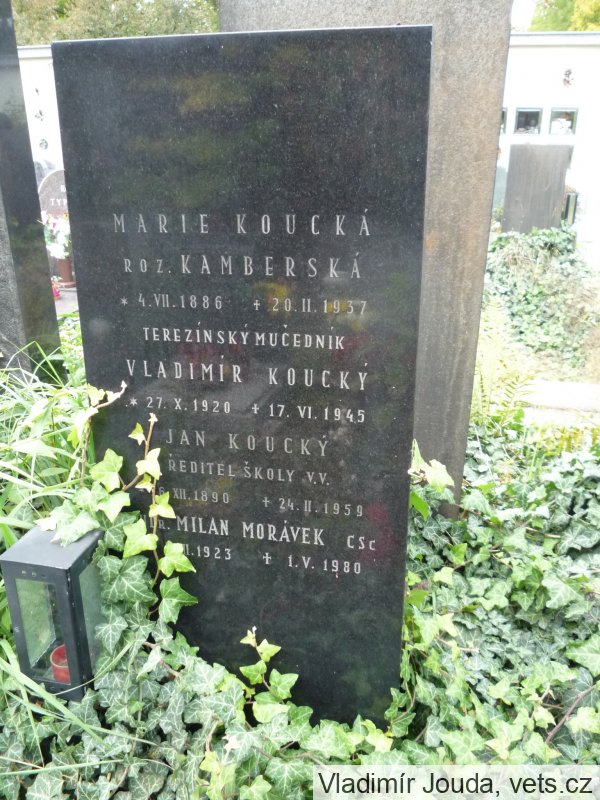 MARIE KOUCKÁ
ROZ. KAMBERSKÁ
* 4.VII.1886 + 20.II.1937
TEREZÍNSKÝ MUČEDNÍK
VLADIMÍR KOUCKÝ
* 27.X.1920 + 17.VI.1945
JAN KOUCKÝ
ŘEDITEL ŠKOLY V.V.
XII.1890 + 24.II.1959
MILAN MORÁVEK CSc
1923 + 1.V.1980
Vladimír Jouda, vets.cz